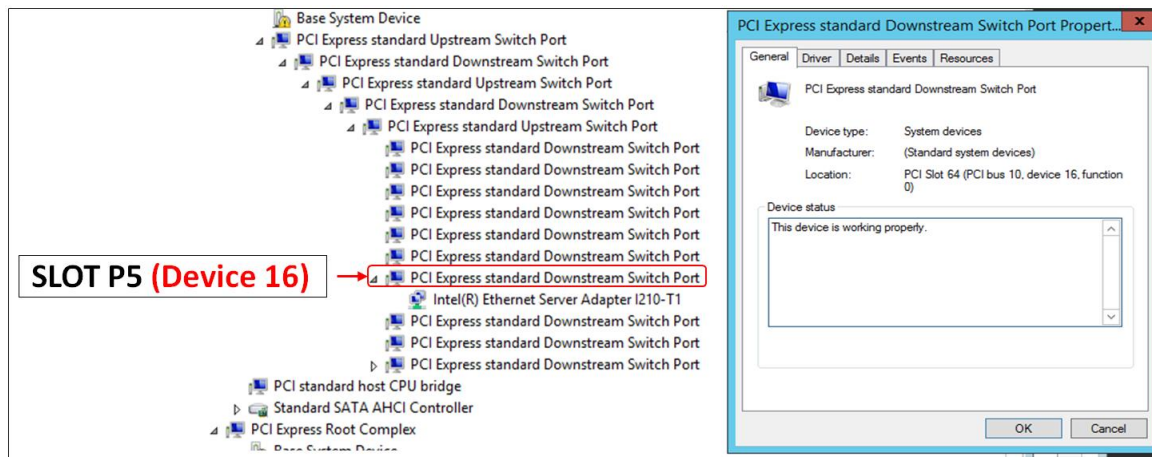 Base System Device
PCI Express standard Upstream Switch Port
PCI Express standard Downstream Switch Port
PCI Express standard Upstream Switch Port
PCI Express standard Downstream Switch Port
PCI Express standard Upstream Switch Port
PCI Express standard Downstream Switch Port
PCI Express standard Downstream Switch Port
PCI Express standard Downstream Switch Port
PCI Express standard Downstream Switch Port
PCI Express standard Downstream Switch Port
PCI Express standard Downstream Switch Port
SLOT P5 (Device 16)
PCI Express standard Downstream Switch Port
Intel(R) Ethernet Server Adapter I210-T1
PCI Express standard Downstream Switch Port
PCI Express standard Downstream Switch Port
PCI Express standard Downstream Switch Port
PCI standard host CPU bridge
Standard SATA AHCI Controller
PCI Express Root Complex
Base System Device
PCI Express standard Downstream Switch Port Propert... x
General Driver Details Events Resources
PCI Express standard Downstream Switch Port
Device type: System devices
Manufacturer: (Standard system devices)
Location: PCI Slot 64 (PCI bus 10, device 16, function
0)
Device status
This device is working properly.
OK Cancel